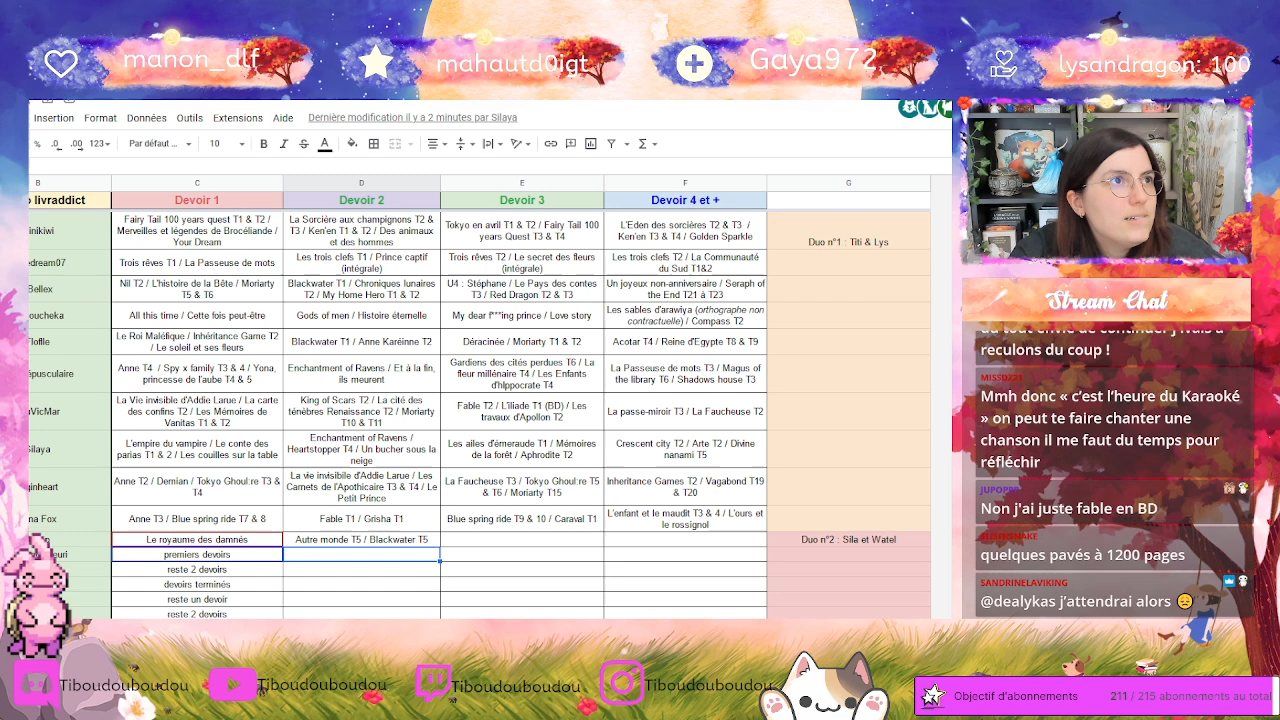 manon_dlf
mahautd0igt
Gaya972
lysandragon: 100
Insertion Format Données Outils Extensions Aide Dernière modification il y a 2 minutes par Silaya
% .0 .00 123 Par défaut ... 10 B I S A
B C D E F G
livraddict Devoir 1 Devoir 2 Devoir 3 Devoir 4 et +
inikiwi
Fairy Tail 100 years quest T1 & T2 /
Merveilles et légendes de Brocéliande /
Your Dream
La Sorcière aux champignons T2 &
T3 / Ken'en T1 & T2 / Des animaux
et des hommes
Tokyo en avril T1 & T2 / Fairy Tail 100
years Quest T3 & T4
L'Eden des sorcières T2 & T3 /
Ken'en T3 & T4 / Golden Sparkle
Duo n°1 : Titi & Lys
edream07
Trois rêves T1 / La Passeuse de mots
Les trois clefs T1 / Prince captif
(intégrale)
Trois rêves T2 / Le secret des fleurs
(intégrale)
Les trois clefs T2 / La Communauté
du Sud T1&2
Bellex
Nil T2 / L'histoire de la Bête / Moriarty
T5 & T6
Blackwater T1 / Chroniques lunaires
T2 / My Home Hero T1 & T2
U4 : Stéphane / Le Pays des contes
T3 / Red Dragon T2 & T3
Un joyeux non-anniversaire / Seraph of
the End T21 à T23
oucheka
All this time / Cette fois peut-être
Gods of men / Histoire éternelle
My dear f***ing prince / Love story
Les sables d'arawiya (orthographe non
contractuelle) / Compass T2
Flofle
Le Roi Maléfique / Inhéritance Game T2
/ Le soleil et ses fleurs
Blackwater T1 / Anne Karéinne T2
Déracinée / Moriarty T1 & T2
Acotar T4 / Reine d'Egypte T8 & T9
épusculaire
Anne T4 / Spy x family T3 & 4 / Yona,
princesse de l'aube T4 & 5
Enchantment of Ravens / Et à la fin,
ils meurent
Gardiens des cités perdues T6 / La
fleur millénaire T4 / Les Enfants
d'hIppocrate T4
La Passeuse de mots T3 / Magus of
the library T6 / Shadows house T3
aVicMar
La Vie invisible d'Addie Larue / La carte
des confins T2 / Les Mémoires de
Vanitas T1 & T2
King of Scars T2 / La cité des
ténèbres Renaissance T2 / Moriarty
T10 & T11
Fable T2 / L'iliade T1 (BD) / Les
travaux d'Apollon T2
La passe-miroir T3 / La Faucheuse T2
Silaya
L'empire du vampire / Le conte des
parias T1 & 2 / Les couilles sur la table
Enchantment of Ravens /
Heartstopper T4 / Un bucher sous la
neige
Les ailes d'émeraude T1 / Mémoires
de la forêt / Aphrodite T2
Crescent city T2 / Arte T2 / Divine
nanami T5
ginheart
Anne T2 / Demian / Tokyo Ghoul:re T3 &
T4
La vie invisible d'Addie Larue / Les
Carnets de l'Apothicaire T3 & T4 / Le
Petit Prince
La Faucheuse T3 / Tokyo Ghoul:re T5
& T6 / Moriarty T15
Inheritance Games T2 / Vagabond T19
& T20
na Fox
Anne T3 / Blue spring ride T7 & 8
Fable T1 / Grisha T1
Blue spring ride T9 & 10 / Caraval T1
L'enfant et le maudit T3 & 4 / L'ours et
le rossignol
Le royaume des damnés
Autre monde T5 / Blackwater T5
Duo n°2 : Sila et Watel
premiers devoirs
reste 2 devoirs
devoirs terminés
reste un devoir
reste 2 devoirs
Stream Chat
du tout envie de continuer j'vais à
reculons du coup !
MISS0221
Mmh donc « c'est l'heure du Karaoké
» on peut te faire chanter une
chanson il me faut du temps pour
réfléchir
Non j'ai juste fable en BD
quelques pavés à 1200 pages
SANDRINELAVIKING
@dealykas j'attendrai alors
Tiboudouboudou
Tiboudouboudou
Tiboudouboudou
Tiboudouboudou
Objectif d'abonnements 211 / 215 abonnements au total